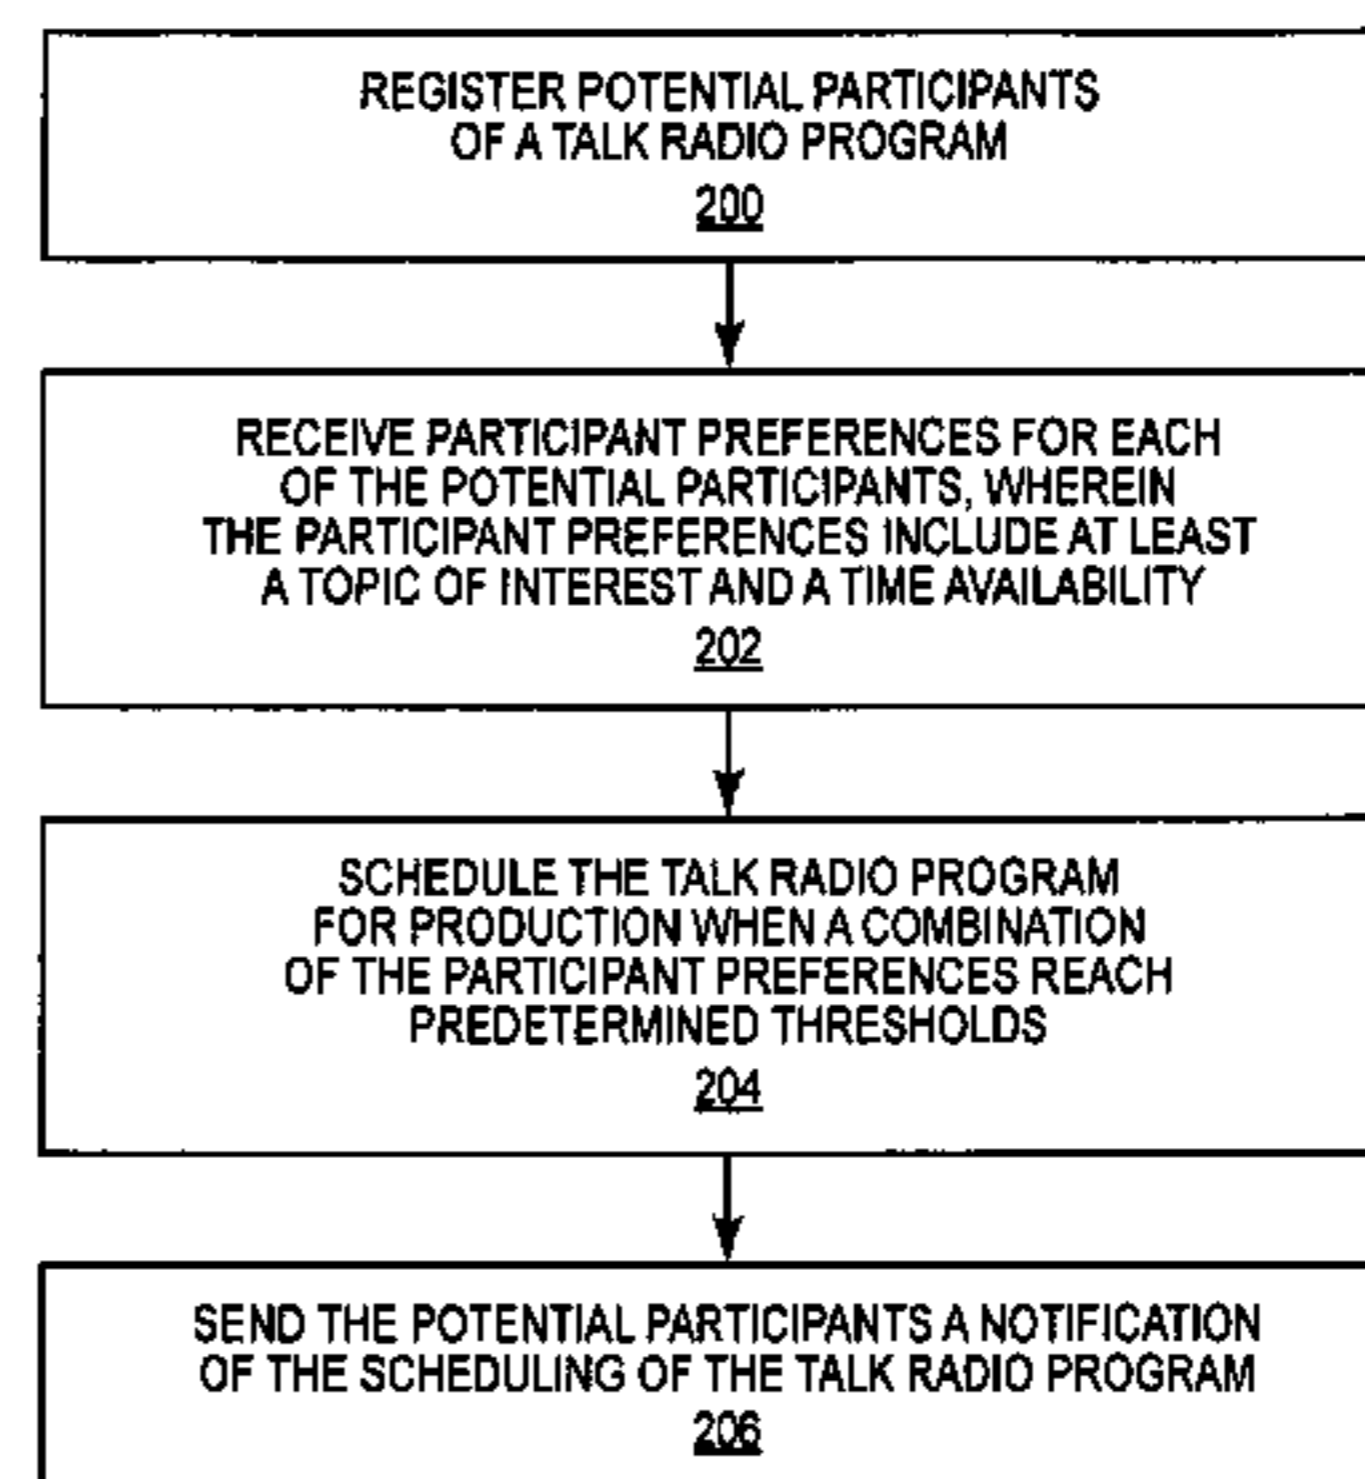 REGISTER POTENTIAL PARTICIPANTS
OF A TALK RADIO PROGRAM
200
RECEIVE PARTICIPANT PREFERENCES FOR EACH
OF THE POTENTIAL PARTICIPANTS, WHEREIN
THE PARTICIPANT PREFERENCES INCLUDE AT LEAST
A TOPIC OF INTEREST AND A TIME AVAILABILITY
202
SCHEDULE THE TALK RADIO PROGRAM
FOR PRODUCTION WHEN A COMBINATION
OF THE PARTICIPANT PREFERENCES REACH
PREDETERMINED THRESHOLDS
204
SEND THE POTENTIAL PARTICIPANTS A NOTIFICATION
OF THE SCHEDULING OF THE TALK RADIO PROGRAM
206